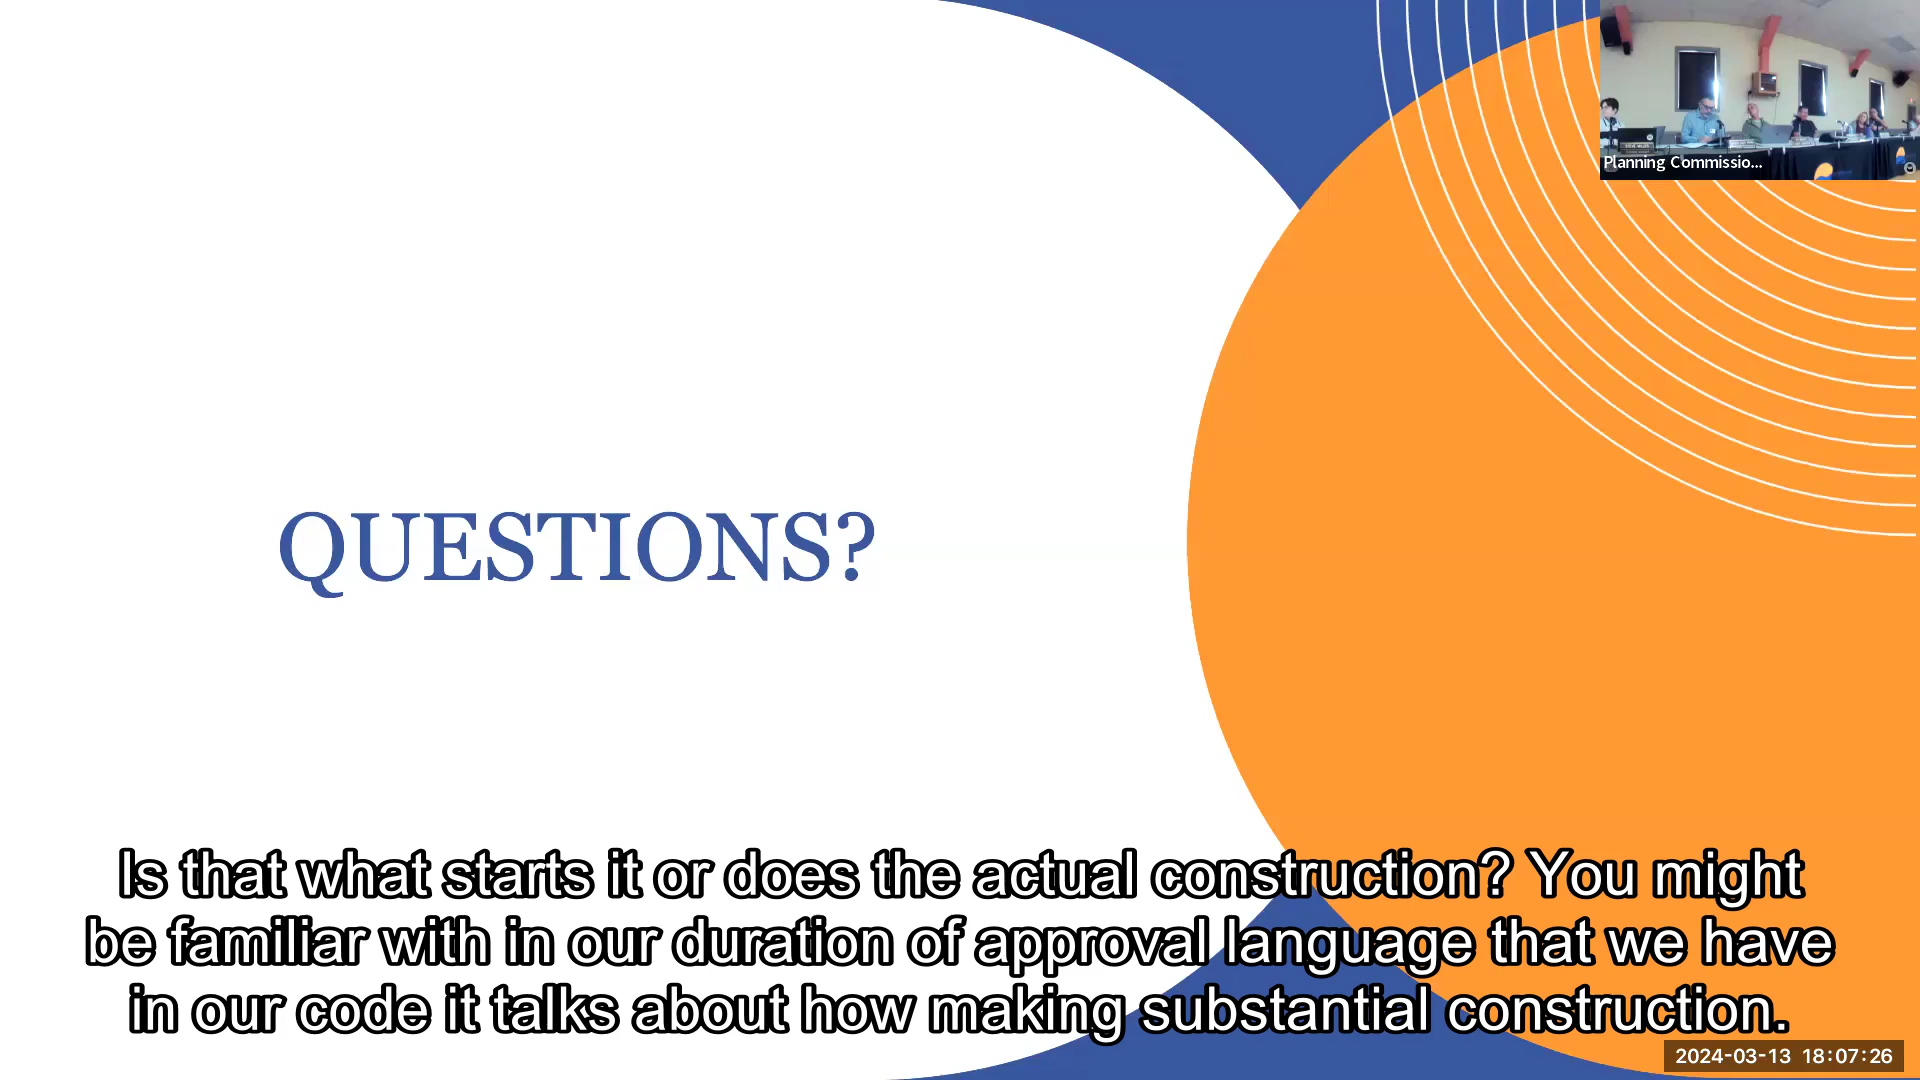 Planning Commissio...
QUESTIONS?
Is that what starts it or does the actual construction? You might
be familiar with in our duration of approval language that we have
in our code it talks about how making substantial construction.
2024-03-13 18:07:26